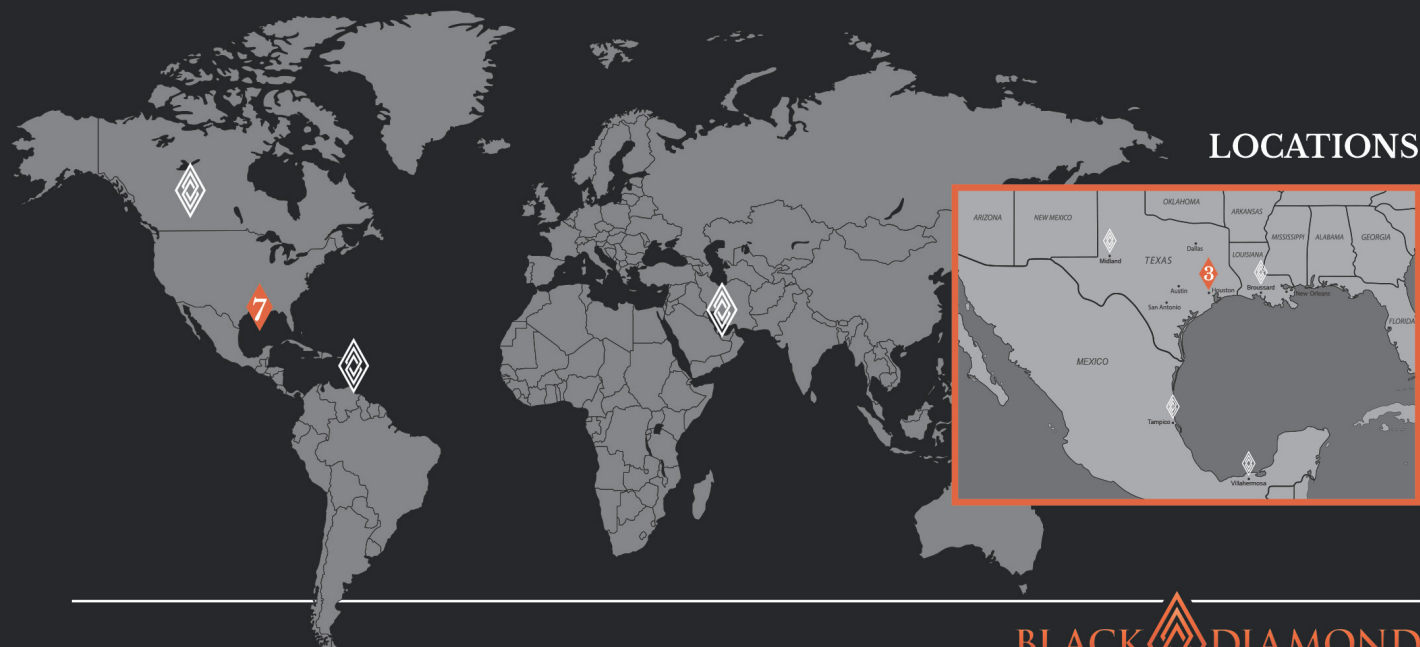 LOCATIONS
ARIZONA
NEW MEXICO
OKLAHOMA
ARKANSAS
MISSISSIPPI
ALABAMA
GEORGIA
Dallas
Midland
TEXAS
LOUISIANA
3
Houston
Broussard
New Orleans
Austin
San Antonio
FLORIDA
7
MEXICO
Tampico
Villahermosa
BLACK DIAMOND